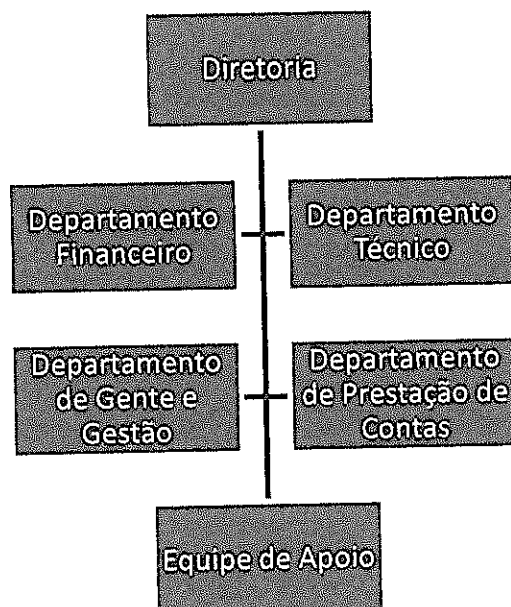 Diretoria
Departamento
Financeiro
Departamento
Técnico
Departamento
de Gente e
Gestão
Departamento
de Prestação de
Contas
Equipe de Apoio